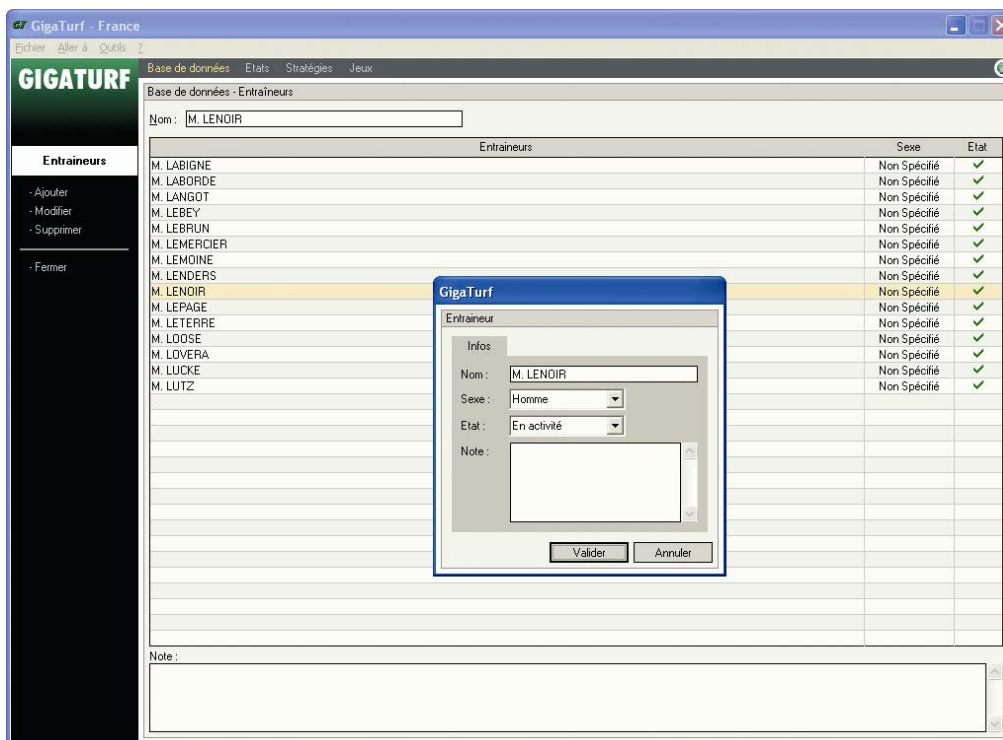 GT GigaTurf - France
Fichier Aller à Outils ?
GIGATURF
Base de données Etats Stratégies Jeux
Base de données - Entraîneurs
Nom : M. LENOIR
Entraineurs
- Ajouter
- Modifier
- Supprimer
- Fermer
Entraineurs Sexe Etat
M. LABIGNE Non Spécifié
M. LABORDE Non Spécifié
M. LANGOT Non Spécifié
M. LEBEY Non Spécifié
M. LEBRUN Non Spécifié
M. LEMERCIER Non Spécifié
M. LEMOINE Non Spécifié
M. LENDERS Non Spécifié
M. LENOIR Non Spécifié
M. LEPAGE Non Spécifié
M. LETERRE Non Spécifié
M. LOOSE Non Spécifié
M. LOVERA Non Spécifié
M. LUCKE Non Spécifié
M. LUTZ Non Spécifié
GigaTurf
Entraineur
Infos
Nom : M. LENOIR
Sexe : Homme
Etat : En activité
Note :
Valider Annuler
Note :